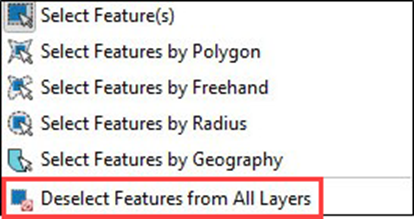 Select Feature(s)
Select Features by Polygon
Select Features by Freehand
Select Features by Radius
Select Features by Geography
Deselect Features from All Layers